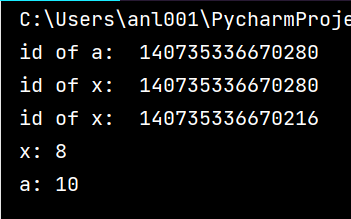 C:\Users\anl001\PycharmProje
id of a:  140735336670280
id of x:  140735336670280
id of x:  140735336670216
x: 8
a: 10